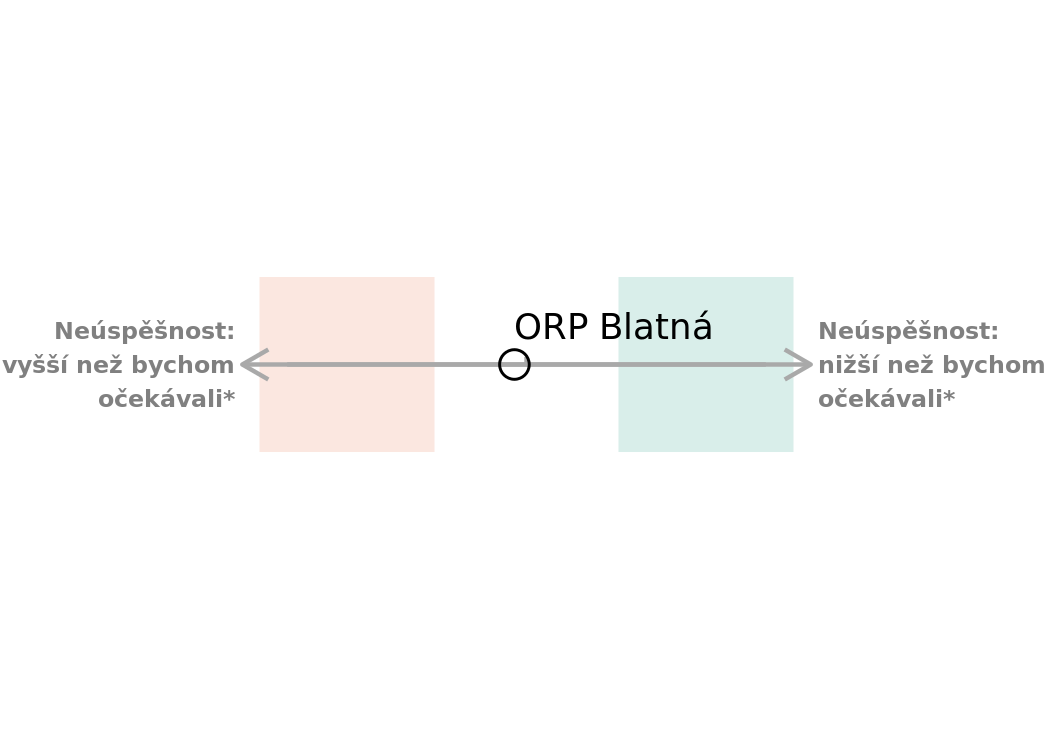 ORP Blatná
Neúspěšnost:
vyšší než bychom
očekávali*
Neúspěšnost:
nižší než bychom
očekávali*